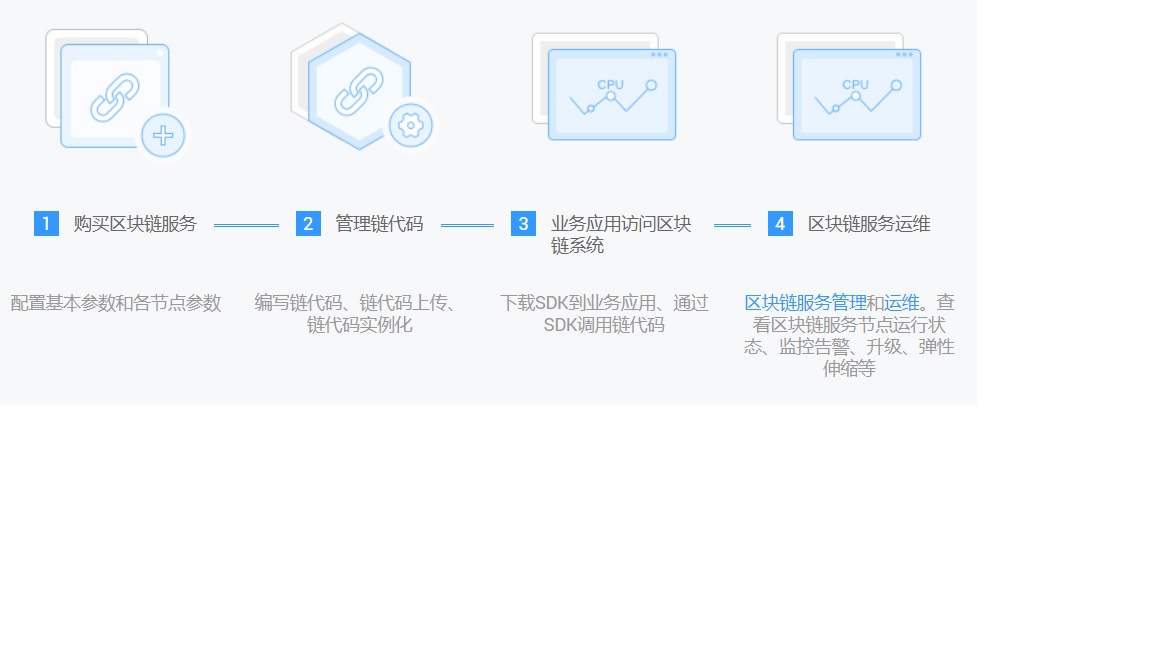 CPU
CPU
1 购买区块链服务
2 管理链代码
3 业务应用访问区块
链系统
4 区块链服务运维
配置基本参数和各节点参数
编写链代码、链代码上传、
链代码实例化
下载SDK到业务应用、通过
SDK调用链代码
区块链服务管理和运维。查
看区块链服务节点运行状
态、监控告警、升级、弹性
伸缩等